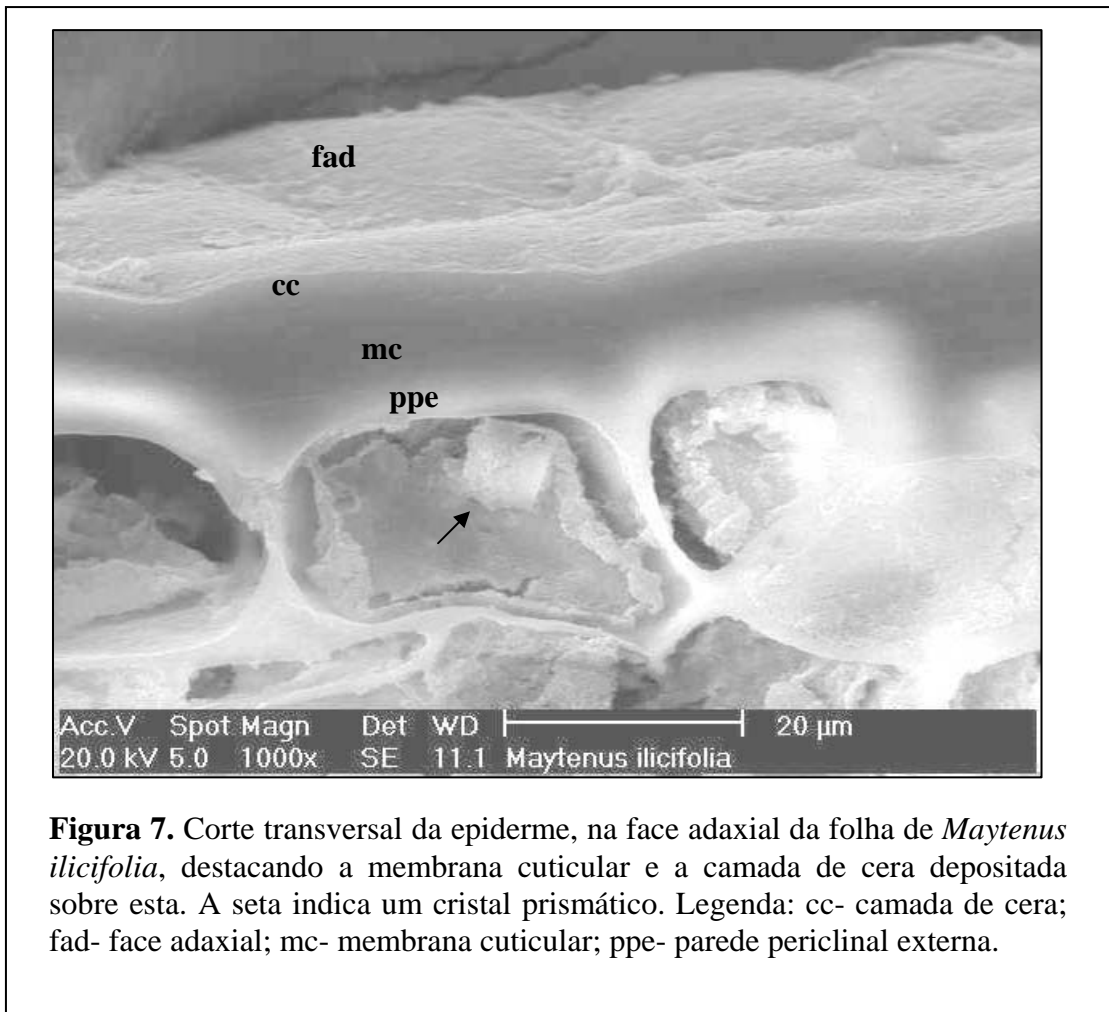 fad
cc
mc
ppe
Acc.V Spot Magn Det WD 20 µm
20.0 kV 5.0 1000x SE 11.1 Maytenus ilicifolia
Figura 7. Corte transversal da epiderme, na face adaxial da folha de Maytenus
ilicifolia, destacando a membrana cuticular e a camada de cera depositada
sobre esta. A seta indica um cristal prismático. Legenda: cc- camada de cera;
fad- face adaxial; mc- membrana cuticular; ppe- parede periclinal externa.